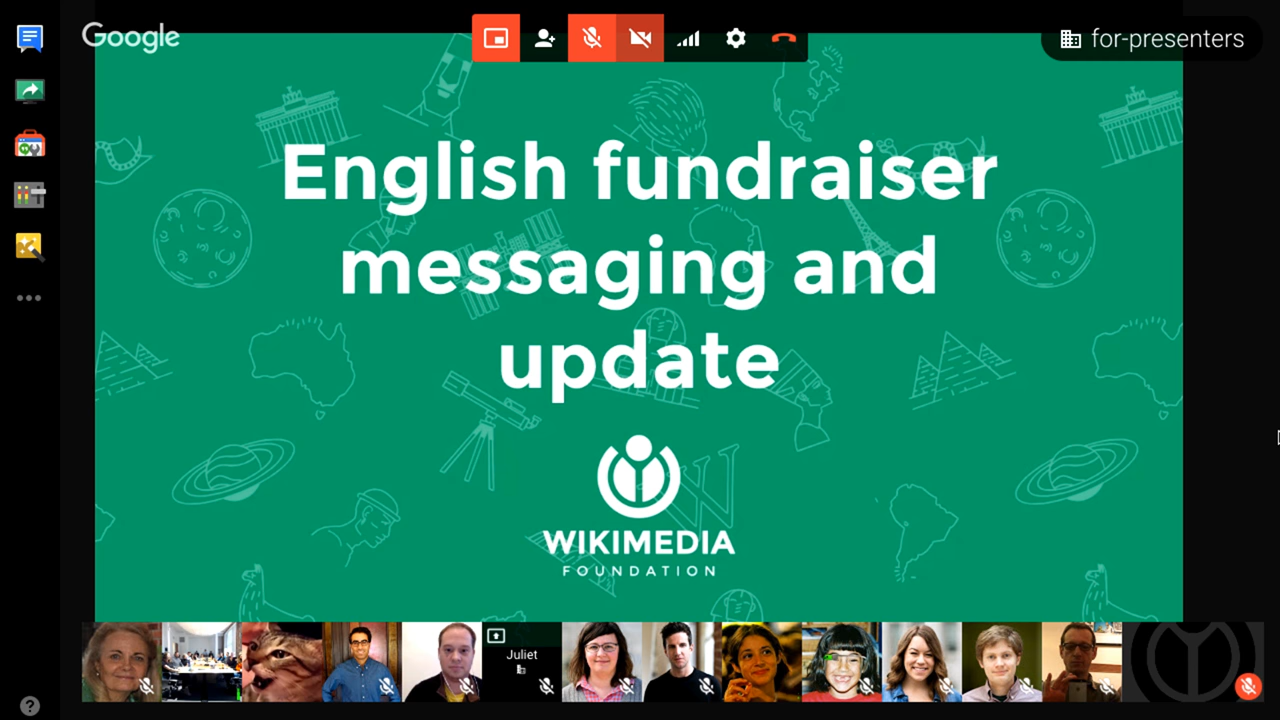 Google
for-presenters
English fundraiser
messaging and
update
WIKIMEDIA
FOUNDATION
Juliet